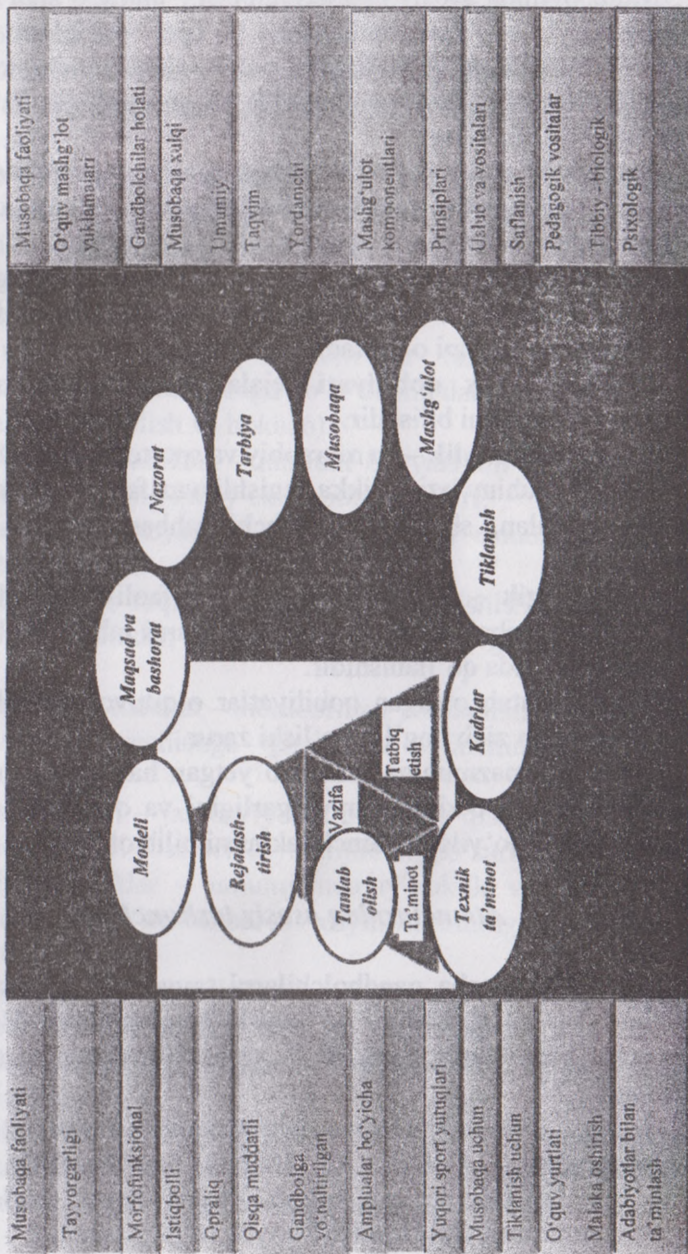 Musobaqa faoliyati
Tayyorgarligi
Morfofunksional
Istiqbolli
Opraliq
Qisqa muddatli
Gandbolga
yo'naltirilgan
Amplualar bo'yicha
Yuqori sport yutuqlari
Musobaqa uchun
Tiklanish uchun
O'quv yurtlati
Malaka oshirish
Adabiyotlar bilan
ta'minlash
Modeli
Maqsad va
bashorat
Nazorat
Rejalash-
tirish
Tarbiya
Vazifa
Tanlab
olish
Musobaqa
Tatbiq
etish
Ta'minot
Mashg'ulot
Texnik
ta'minot
Kadrlar
Tiklanish
Musobaqa faoliyati
O'quv mashg'lot
yuklamalari
Gandbolchilar holati
Musobaqa xulqi
Umumiy
Taqvim
Yordamchi
Mashg'ulot
komponentlari
Prinsiplari
Uslub va vositalari
Saflanish
Pedagogik vositalar
Tibbiy - biologik
Psixologik